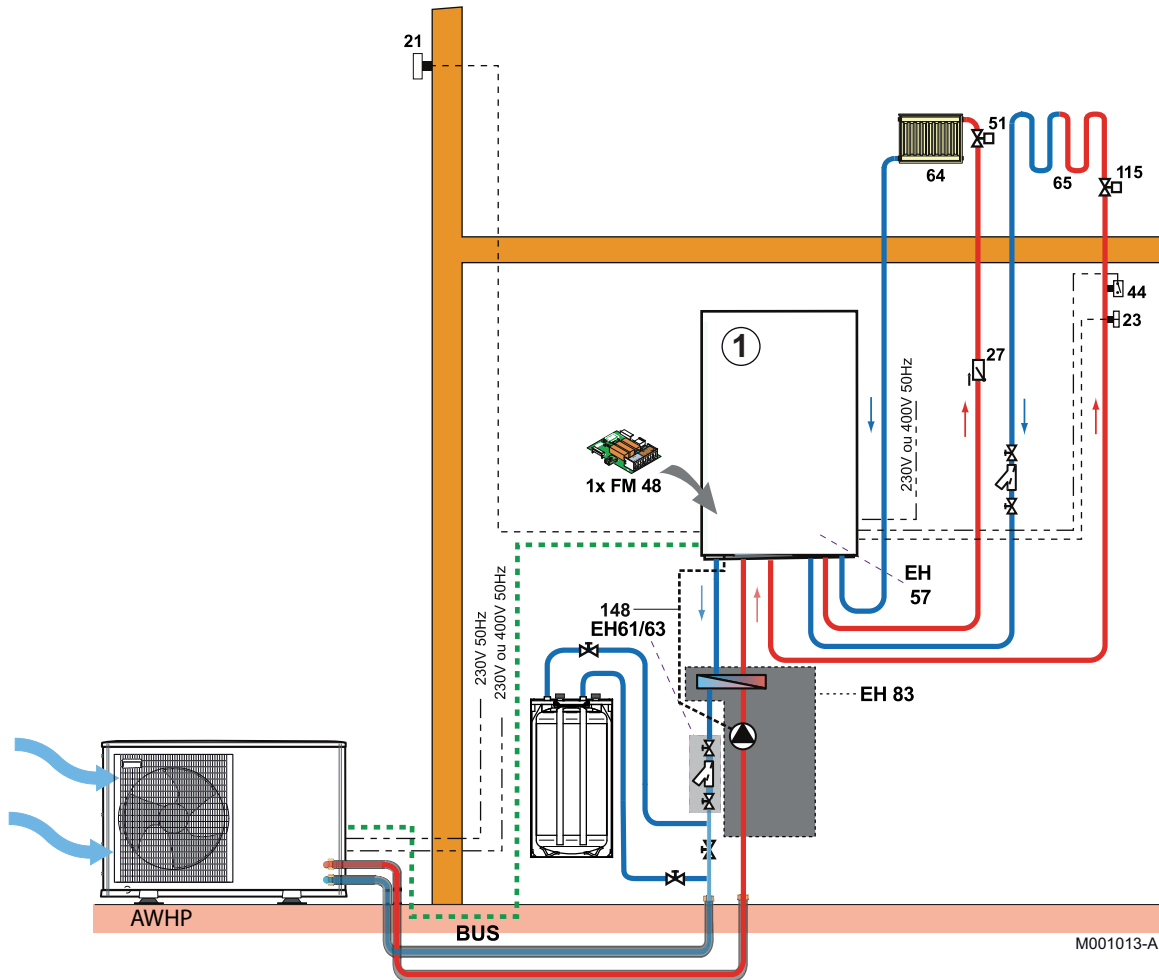 21
51
64
65
115
44
23
1
27
230V ou 400V 50Hz
1x FM 48
EH
57
148
EH61/63
230V 50Hz
230V ou 400V 50Hz
EH 83
AWHP
BUS
M001013-A